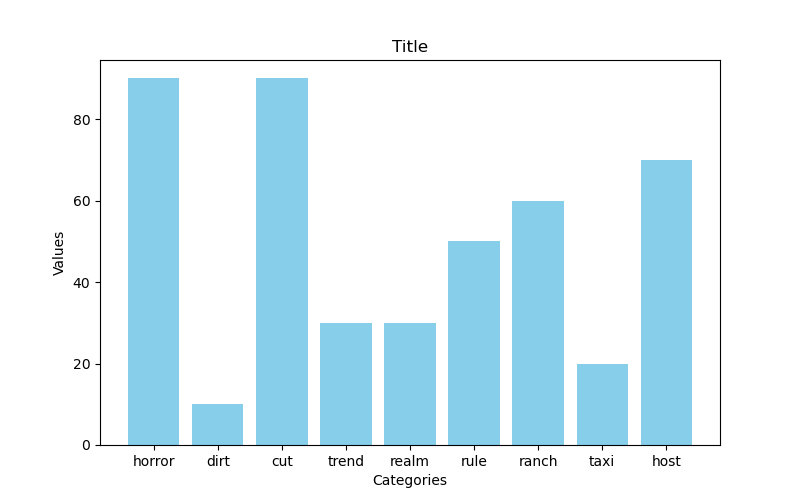 Title
Values
80
60
40
20
0
horror dirt cut trend realm rule ranch taxi host
Categories